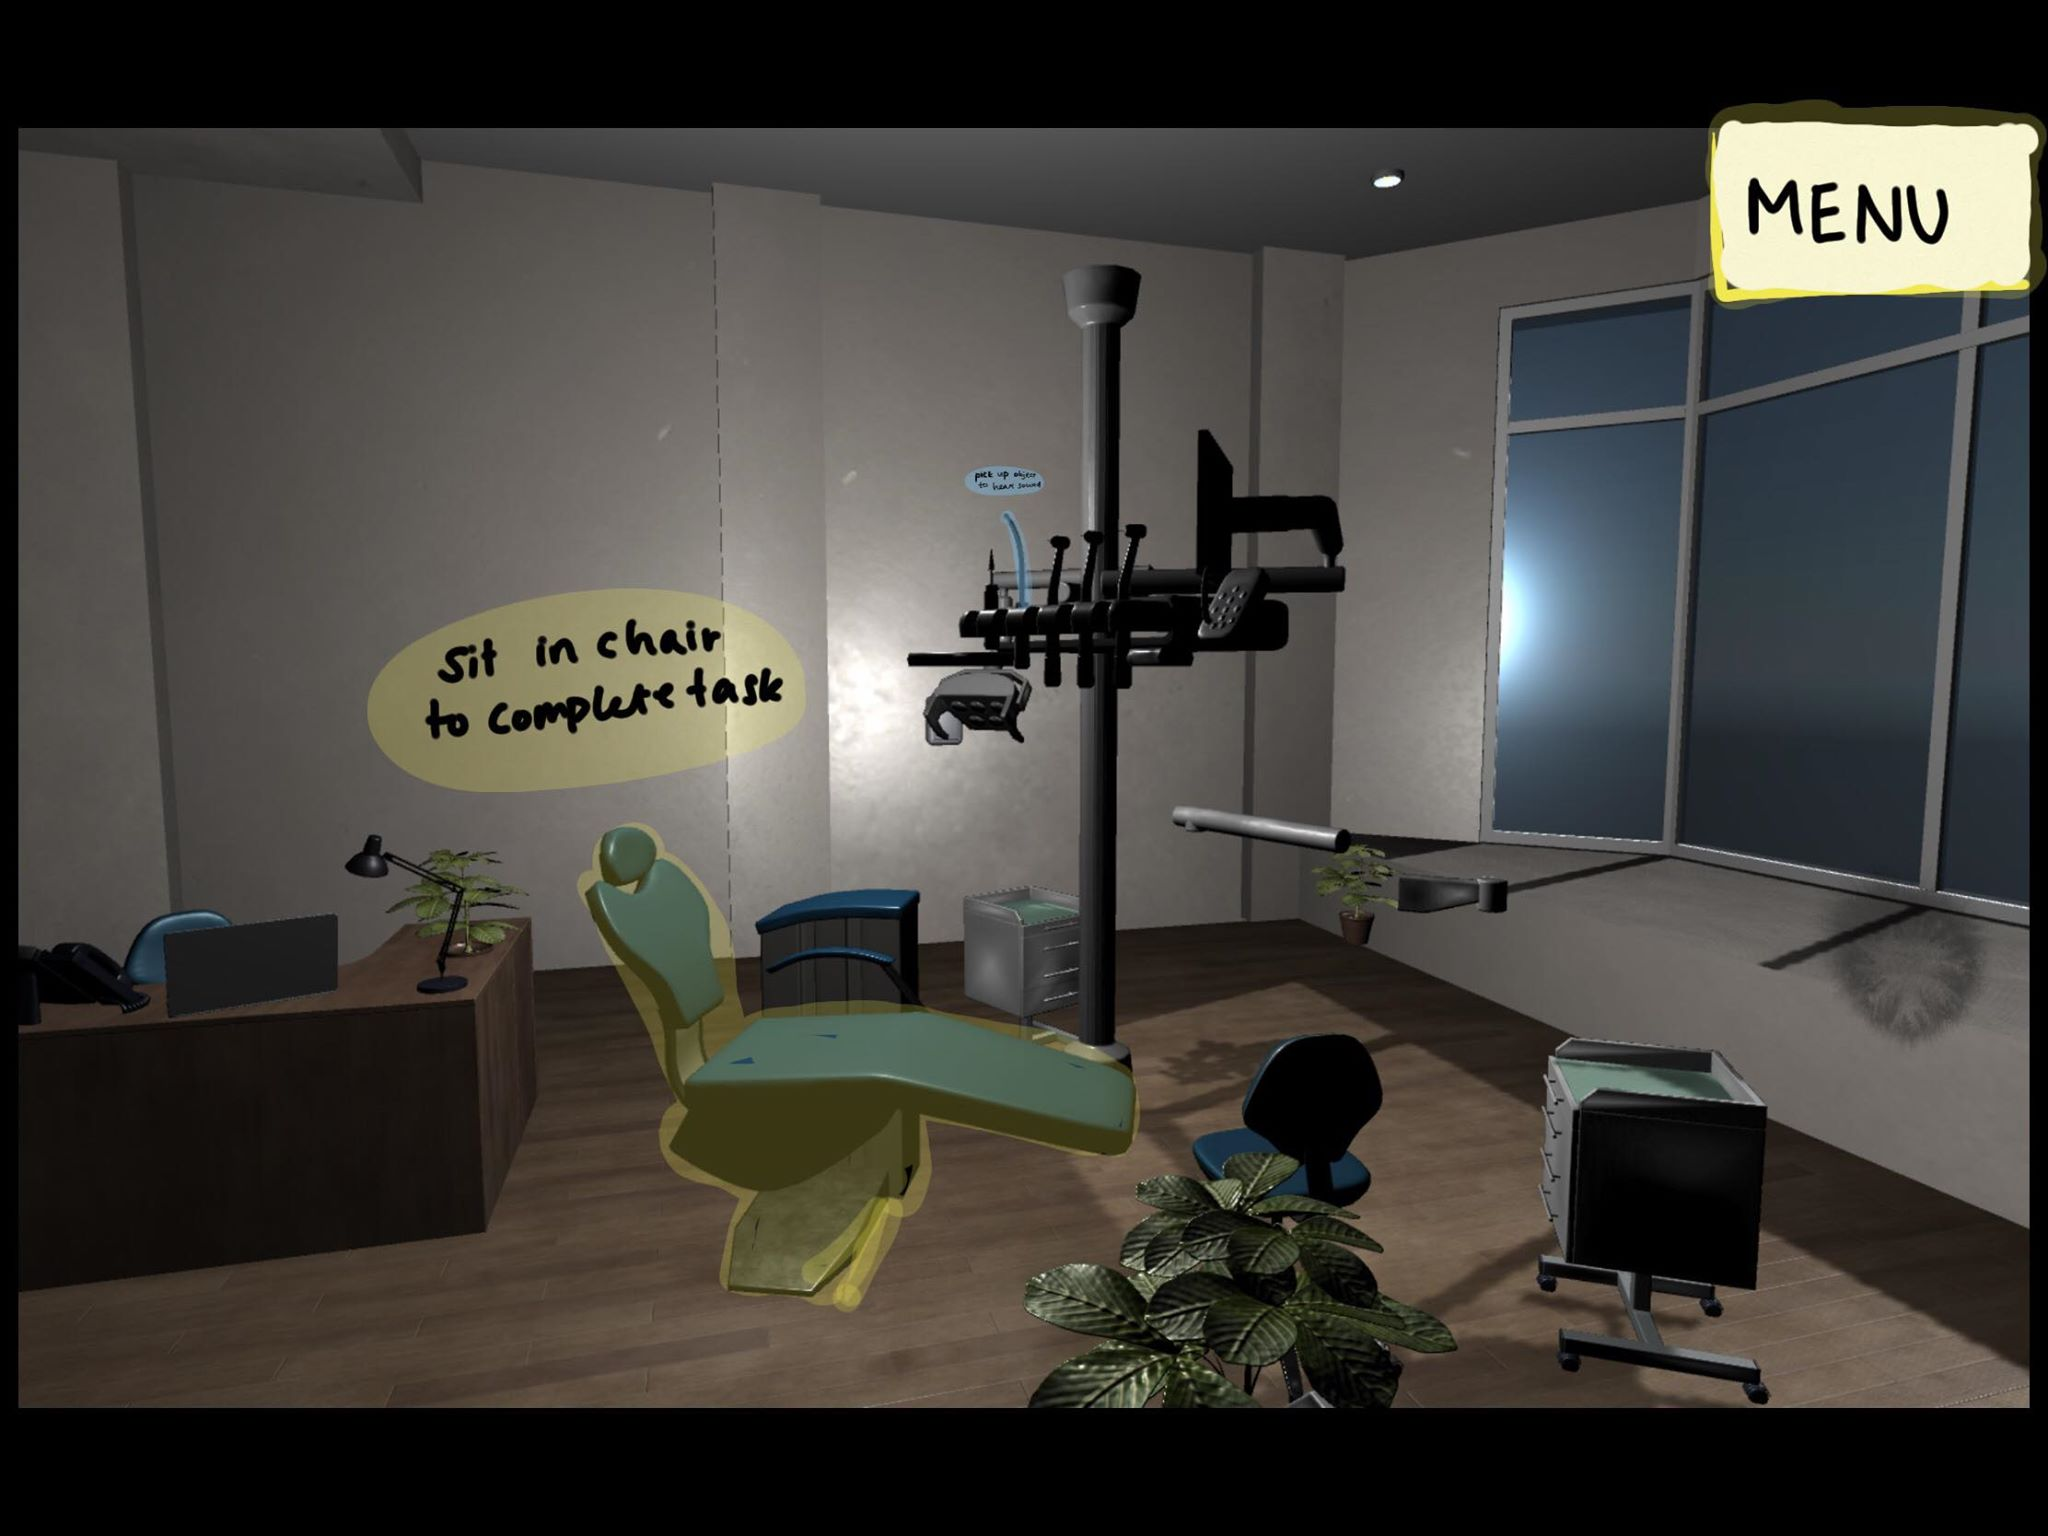 MENU
pick up object
to hear sound
Sit in chair
to complete task